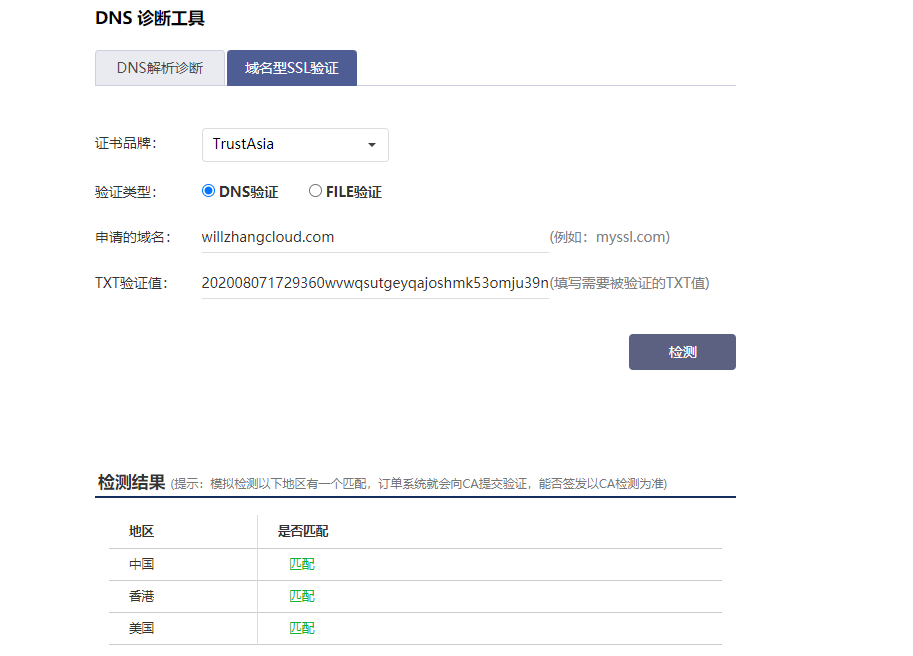 DNS 诊断工具
DNS解析诊断 域名型SSL验证
证书品牌： TrustAsia
验证类型： DNS验证 FILE验证
申请的域名： willzhangcloud.com (例如：myssl.com)
TXT验证值： 202008071729360wvwqsutgeyqajoshmk53omju39n(填写需要被验证的TXT值)
检测
检测结果 (提示：模拟检测以下地区有一个匹配，订单系统就会向CA提交验证，能否签发以CA检测为准)
地区 是否匹配
中国 匹配
香港 匹配
美国 匹配